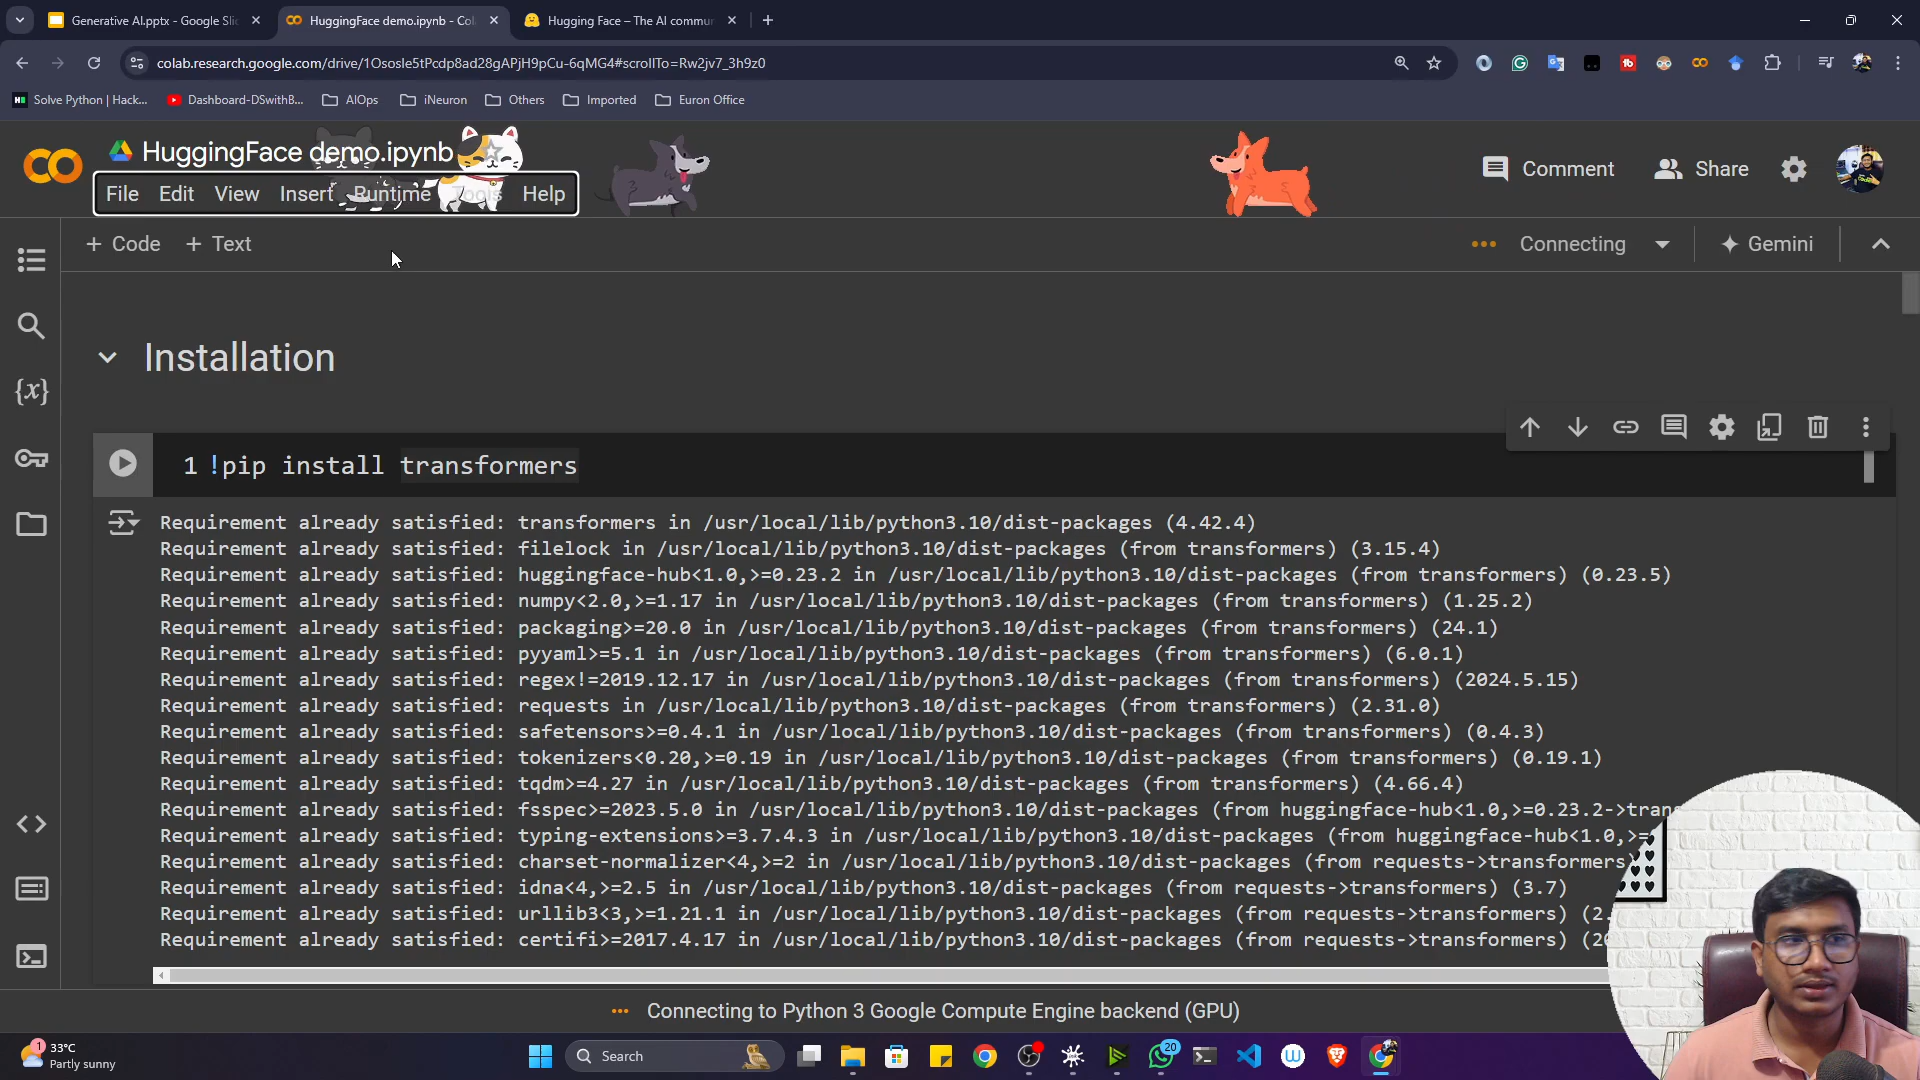 Generative AI.pptx - Google Slid
HuggingFace demo.ipynb - Col
Hugging Face – The AI commun
colab.research.google.com/drive/1Ososle5tPcdp8ad28gAPjH9pCu-6qMG4#scrollTo=Rw2jv7_3h9z0
Solve Python | Hack...
Dashboard-DSwithB...
AIOps
iNeuron
Others
Imported
Euron Office
HuggingFace demo.ipynb
Comment
Share
File Edit View Insert Runtime Tools Help
+ Code + Text
Connecting
Gemini
Installation
1 !pip install transformers
Requirement already satisfied: transformers in /usr/local/lib/python3.10/dist-packages (4.42.4)
Requirement already satisfied: filelock in /usr/local/lib/python3.10/dist-packages (from transformers) (3.15.4)
Requirement already satisfied: huggingface-hub<1.0,>=0.23.2 in /usr/local/lib/python3.10/dist-packages (from transformers) (0.23.5)
Requirement already satisfied: numpy<2.0,>=1.17 in /usr/local/lib/python3.10/dist-packages (from transformers) (1.25.2)
Requirement already satisfied: packaging>=20.0 in /usr/local/lib/python3.10/dist-packages (from transformers) (24.1)
Requirement already satisfied: pyyaml>=5.1 in /usr/local/lib/python3.10/dist-packages (from transformers) (6.0.1)
Requirement already satisfied: regex!=2019.12.17 in /usr/local/lib/python3.10/dist-packages (from transformers) (2024.5.15)
Requirement already satisfied: requests in /usr/local/lib/python3.10/dist-packages (from transformers) (2.31.0)
Requirement already satisfied: safetensors>=0.4.1 in /usr/local/lib/python3.10/dist-packages (from transformers) (0.4.3)
Requirement already satisfied: tokenizers<0.20,>=0.19 in /usr/local/lib/python3.10/dist-packages (from transformers) (0.19.1)
Requirement already satisfied: tqdm>=4.27 in /usr/local/lib/python3.10/dist-packages (from transformers) (4.66.4)
Requirement already satisfied: fsspec>=2023.5.0 in /usr/local/lib/python3.10/dist-packages (from huggingface-hub<1.0,>=0.23.2->trans
Requirement already satisfied: typing-extensions>=3.7.4.3 in /usr/local/lib/python3.10/dist-packages (from huggingface-hub<1.0,>=
Requirement already satisfied: charset-normalizer<4,>=2 in /usr/local/lib/python3.10/dist-packages (from requests->transformers)
Requirement already satisfied: idna<4,>=2.5 in /usr/local/lib/python3.10/dist-packages (from requests->transformers) (3.7)
Requirement already satisfied: urllib3<3,>=1.21.1 in /usr/local/lib/python3.10/dist-packages (from requests->transformers) (2.
Requirement already satisfied: certifi>=2017.4.17 in /usr/local/lib/python3.10/dist-packages (from requests->transformers) (20
Connecting to Python 3 Google Compute Engine backend (GPU)
1
33°C
Partly sunny
Search
20